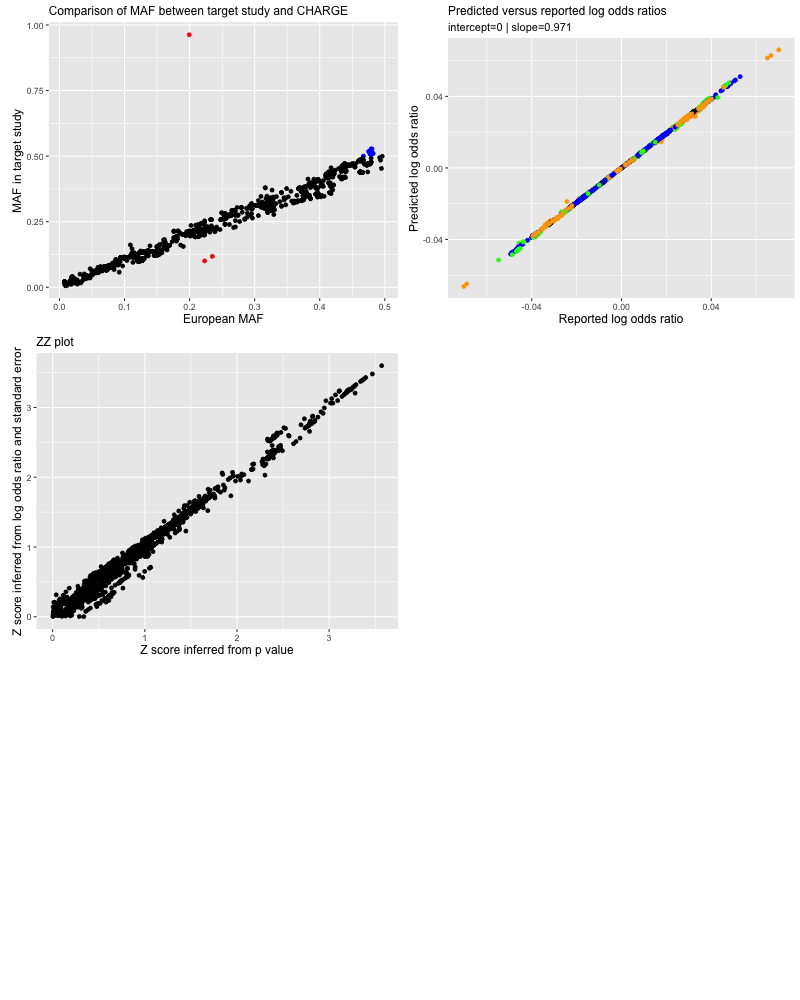 Comparison of MAF between target study and CHARGE
MAF in target study
1.00
0.75
0.50
0.25
0.00
0.0 0.1 0.2 0.3 0.4 0.5
European MAF
Predicted versus reported log odds ratios
intercept=0 | slope=0.971
Predicted log odds ratio
0.04
0.00
-0.04
-0.04 0.00 0.04
Reported log odds ratio
ZZ plot
Z score inferred from log odds ratio and standard error
3
2
1
0
0 1 2 3
Z score inferred from p value